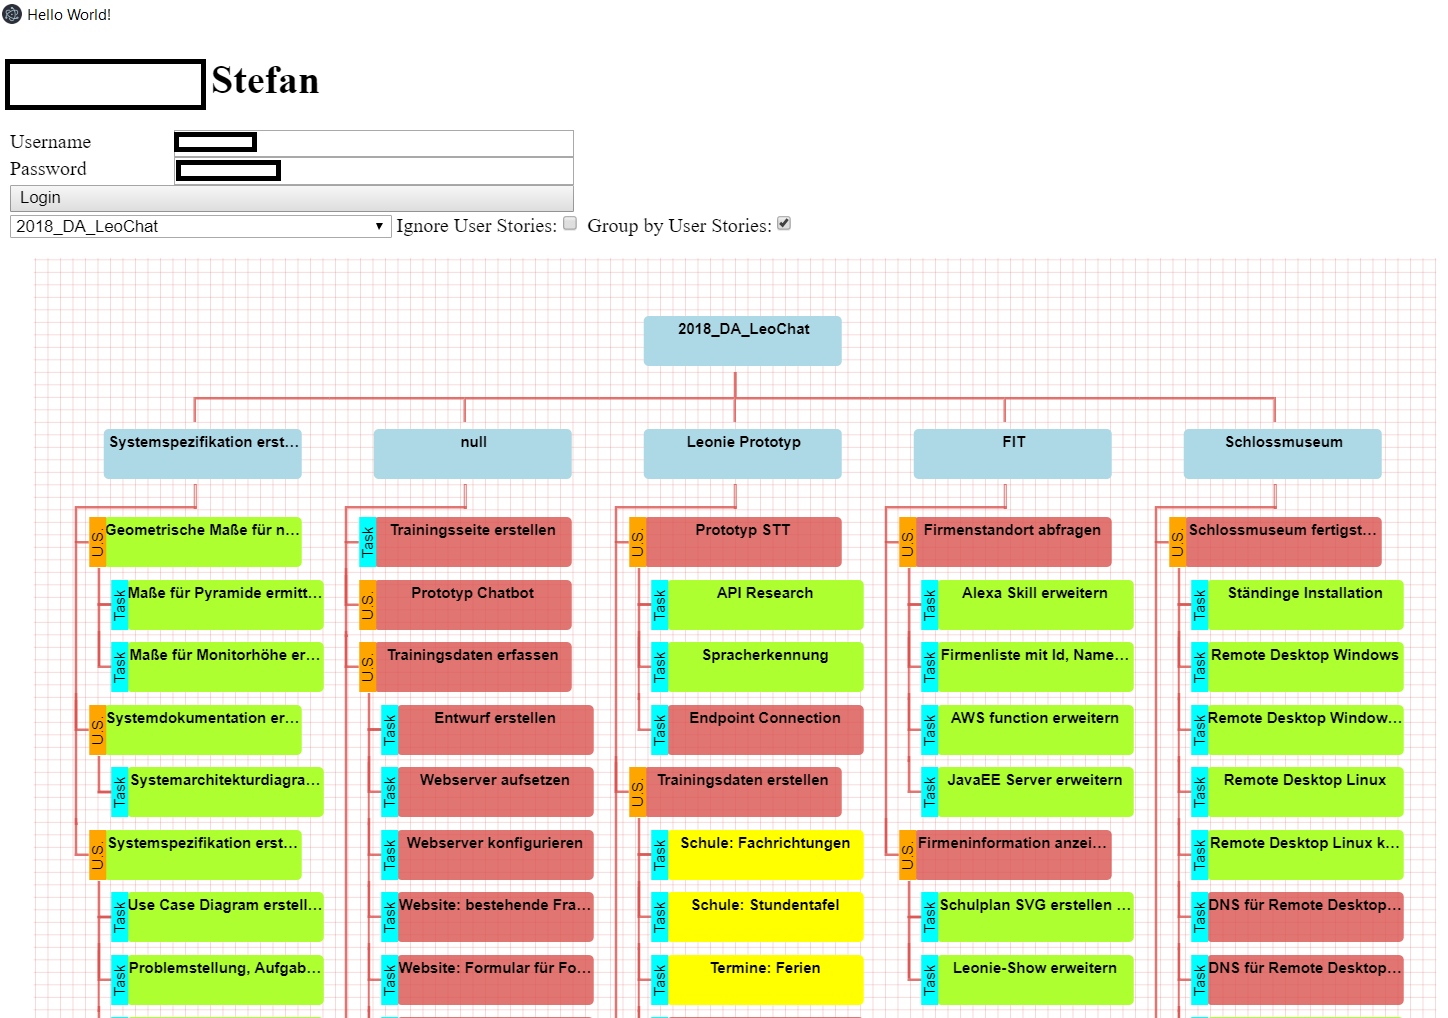 Hello World!
Stefan
Username
Password
Login
2018_DA_LeoChat
Ignore User Stories:
Group by User Stories:
2018_DA_LeoChat
Systemspezifikation erst...
null
Leonie Prototyp
FIT
Schlossmuseum
U.S. Geometrische Maße für n...
Task Maße für Pyramide ermitt...
Task Maße für Monitorhöhe er...
U.S. Systemdokumentation er...
Task Systemarchitekturdiagra...
U.S. Systemspezifikation erst...
Task Use Case Diagram erstell...
Task Problemstellung, Aufgab...
Task Trainingsseite erstellen
U.S. Prototyp Chatbot
U.S. Trainingsdaten erfassen
Task Entwurf erstellen
Task Webserver aufsetzen
Task Webserver konfigurieren
Task Website: bestehende Fra...
Task Website: Formular für Fo...
U.S. Prototyp STT
Task API Research
Task Spracherkennung
Task Endpoint Connection
U.S. Trainingsdaten erstellen
Task Schule: Fachrichtungen
Task Schule: Stundentafel
Task Termine: Ferien
U.S. Firmenstandort abfragen
Task Alexa Skill erweitern
Task Firmenliste mit Id, Name...
Task AWS function erweitern
Task JavaEE Server erweitern
U.S. Firmeninformation anzei...
Task Schulplan SVG erstellen ...
Task Leonie-Show erweitern
U.S. Schlossmuseum fertigst...
Task Ständinge Installation
Task Remote Desktop Windows
Task Remote Desktop Window...
Task Remote Desktop Linux
Task Remote Desktop Linux k...
Task DNS für Remote Desktop...
Task DNS für Remote Desktop...